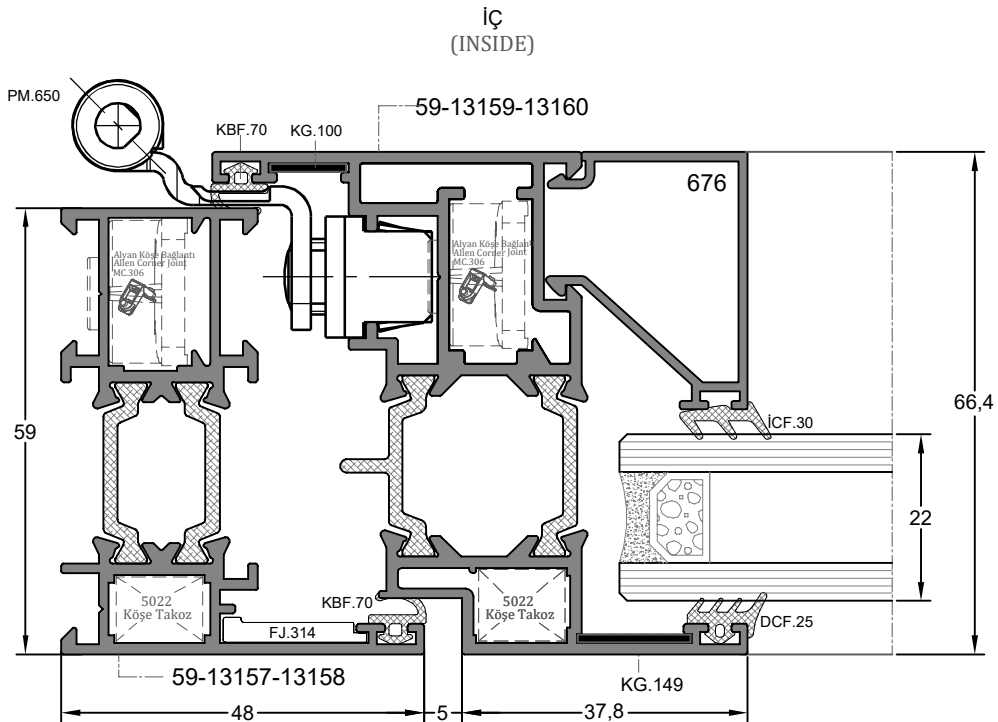 İÇ
(INSIDE)
PM.650
KBF.70
KG.100
59-13159-13160
676
Alyan Köşe Bağlantı
Allen Corner Joint
MC.306
Alyan Köşe Bağlantı
Allen Corner Joint
MC.306
59
66,4
İCF.30
22
5022
Köşe Takoz
KBF.70
5022
Köşe Takoz
FJ.314
DCF.25
59-13157-13158
KG.149
48
5
37,8